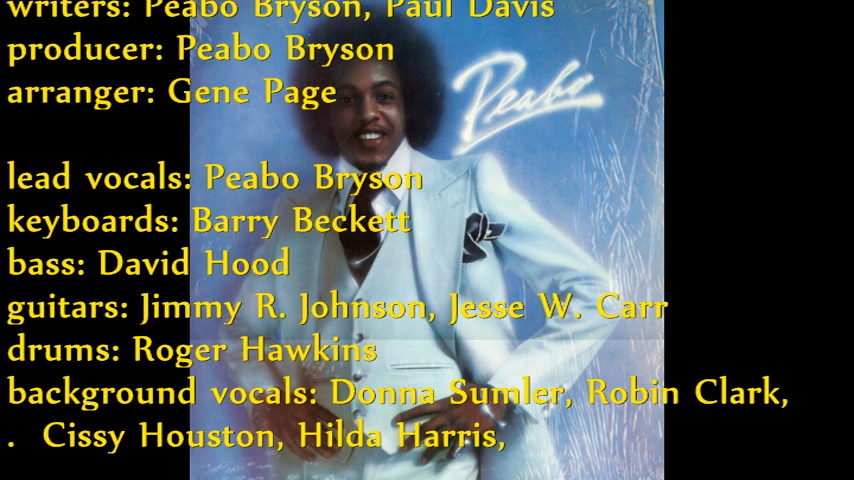 writers: Peabo Bryson, Paul Davis
producer: Peabo Bryson
arranger: Gene Page
Peabo
lead vocals: Peabo Bryson
keyboards: Barry Beckett
bass: David Hood
guitars: Jimmy R. Johnson, Jesse W. Carr
drums: Roger Hawkins
background vocals: Donna Sumler, Robin Clark,
. Cissy Houston, Hilda Harris,